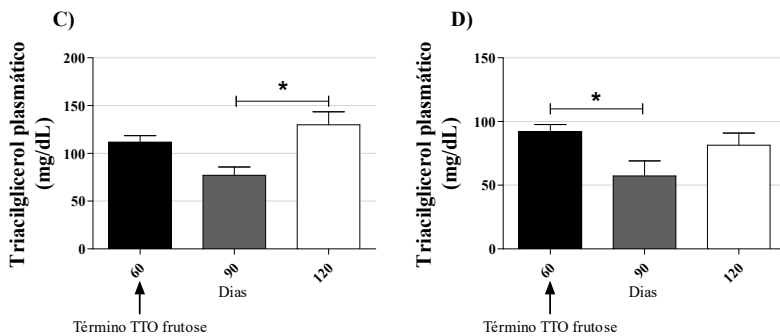 C)
Triacilglicerol plasmático
(mg/dL)
200
150
100
50
0
*
60
90
120
Dias
Término TTO frutose
D)
Triacilglicerol plasmático
(mg/dL)
150
100
50
0
*
60
90
120
Dias
Término TTO frutose